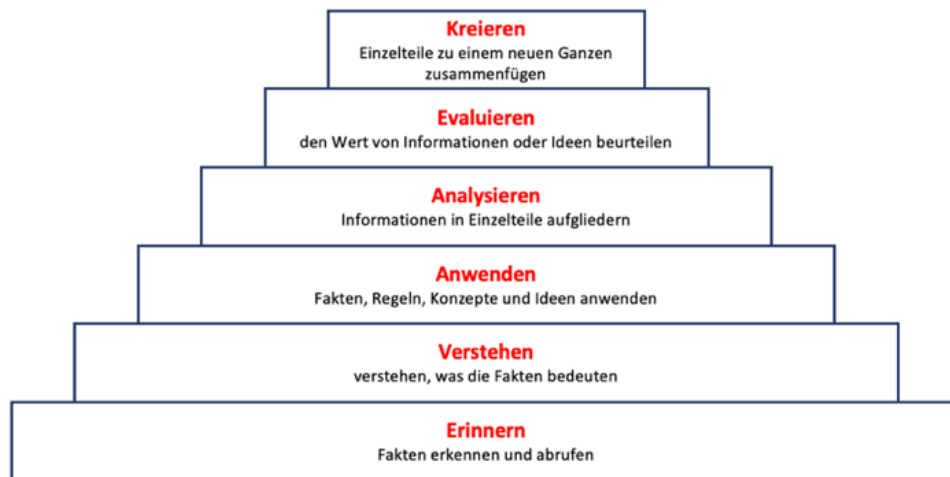 Kreieren
Einzelteile zu einem neuen Ganzen
zusammenfügen
Evaluieren
den Wert von Informationen oder Ideen beurteilen
Analysieren
Informationen in Einzelteile aufgliedern
Anwenden
Fakten, Regeln, Konzepte und Ideen anwenden
Verstehen
verstehen, was die Fakten bedeuten
Erinnern
Fakten erkennen und abrufen